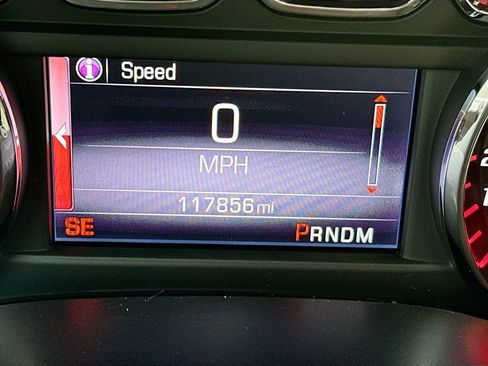 Speed
0
MPH
117856 mi
SE PRNDM